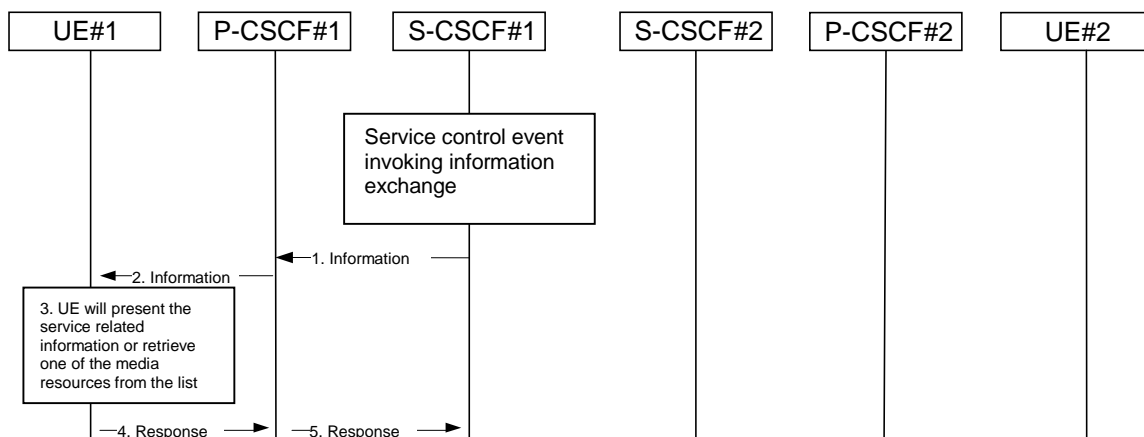 UE#1
P-CSCF#1
S-CSCF#1
S-CSCF#2
P-CSCF#2
UE#2
Service control event
invoking information
exchange
1. Information
2. Information
3. UE will present the
service related
information or retrieve
one of the media
resources from the list
4. Response
5. Response